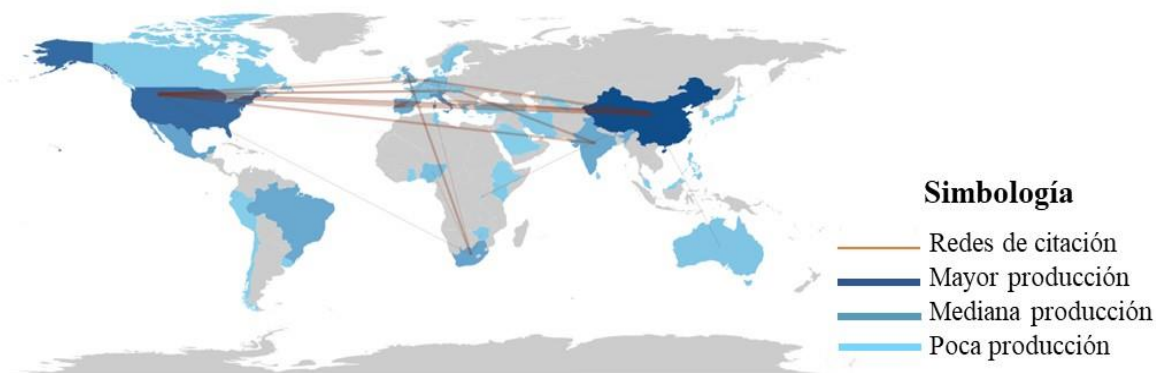 Simbología
Redes de citación
Mayor producción
Mediana producción
Poca producción